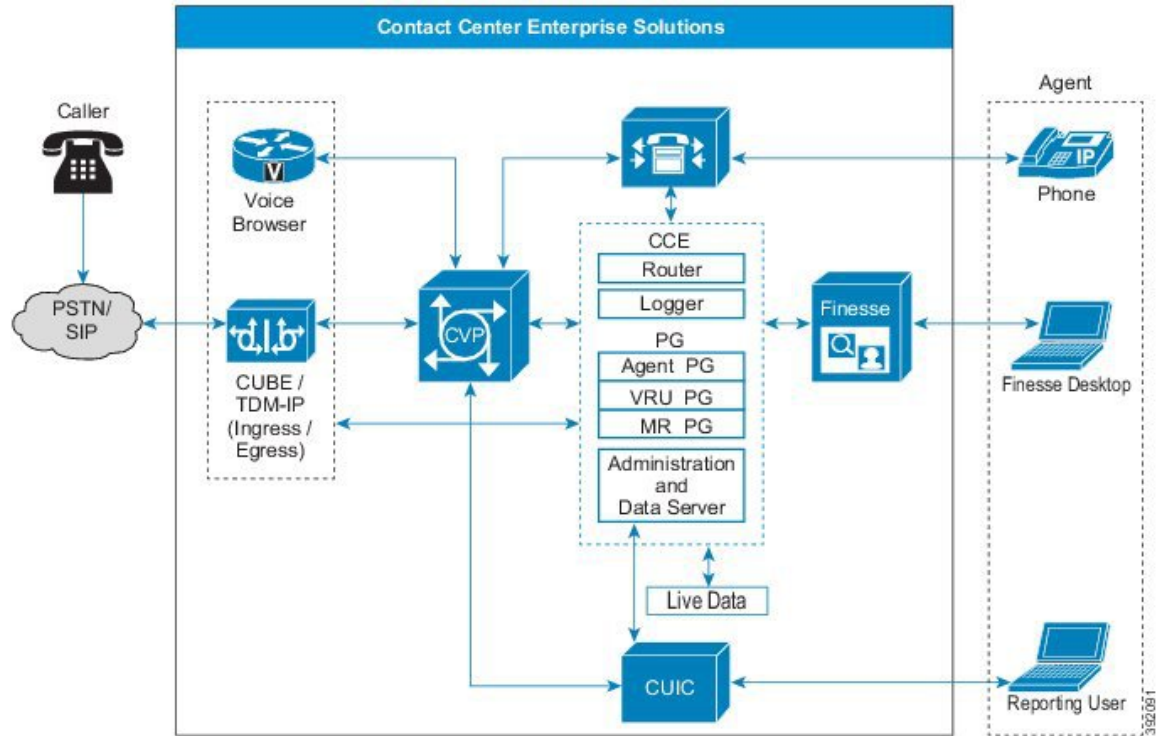 Contact Center Enterprise Solutions
Caller
Agent
V
Voice
Browser
IP
Phone
PSTN/
SIP
CUBE /
TDM-IP
(Ingress /
Egress)
CVP
CCE
Router
Logger
PG
Agent PG
VRU PG
MR PG
Administration
and
Data Server
Finesse
Finesse Desktop
Live Data
CUIC
Reporting User
392091